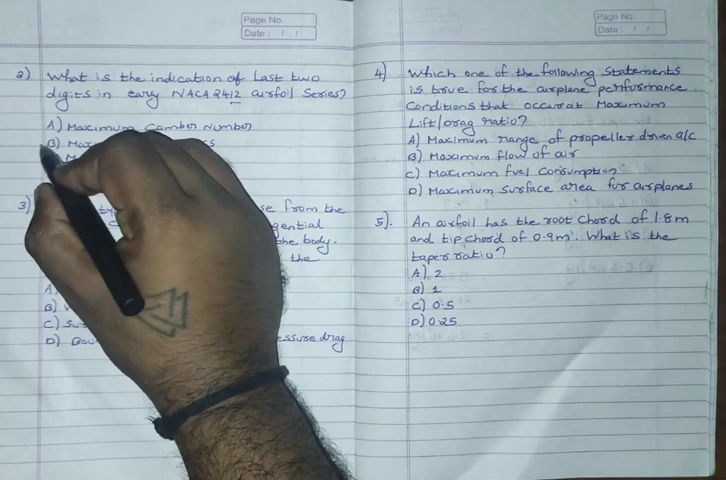 Page No.
Date: / /
2) What is the indication of Last two
digits in eary NACA 2412 airfoil Series?
A) Maximum Camber Number
B)
3)
se from the
gential
the body.
the
A)
B)
C)
D) essure drag
Page No.
Date: / /
4) Which one of the following Statements
is true for the airplane performance
Conditions that occurat Maximum
Lift/drag ratio?
A) Maximum range of propeller driven a/c
B) Maximum flow of air
C) Maximum fuel Consumption
D) Maximum Surface area for airplanes
5). An airfoil has the root Chord of 1.8m
and tip chord of 0.9m. What is the
taper ratio?
A) 2
B) 1
C) 0.5
D) 0.25